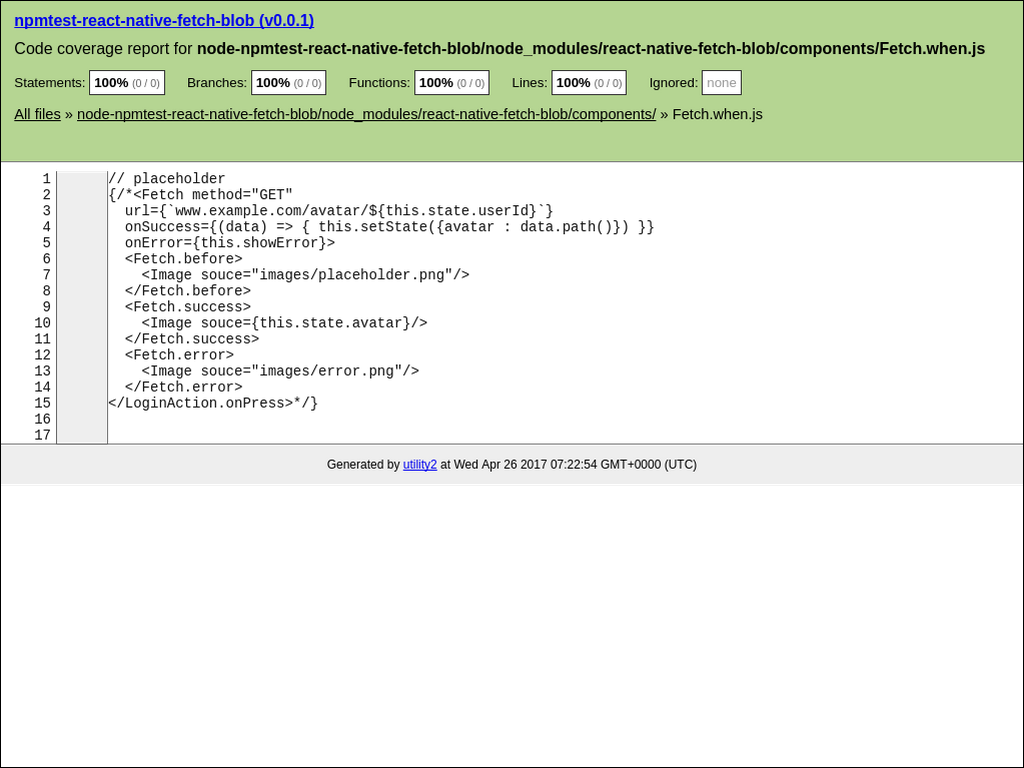 npmtest-react-native-fetch-blob (v0.0.1)
Code coverage report for node-npmtest-react-native-fetch-blob/node_modules/react-native-fetch-blob/components/Fetch.when.js
Statements: 100% (0 / 0) Branches: 100% (0 / 0) Functions: 100% (0 / 0) Lines: 100% (0 / 0) Ignored: none
All files » node-npmtest-react-native-fetch-blob/node_modules/react-native-fetch-blob/components/ » Fetch.when.js
1 // placeholder
2 {/*<Fetch method="GET"
3   url={`www.example.com/avatar/${this.state.userId}`}
4   onSuccess={(data) => { this.setState({avatar : data.path()}) }}
5   onError={this.showError}>
6   <Fetch.before>
7     <Image souce="images/placeholder.png"/>
8   </Fetch.before>
9   <Fetch.success>
10     <Image souce={this.state.avatar}/>
11   </Fetch.success>
12   <Fetch.error>
13     <Image souce="images/error.png"/>
14   </Fetch.error>
15 </LoginAction.onPress>*/}
16
17
Generated by utility2 at Wed Apr 26 2017 07:22:54 GMT+0000 (UTC)